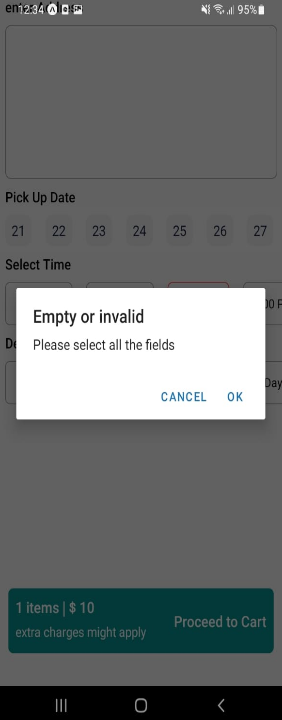 12:34
95%
Pick Up Date
21 22 23 24 25 26 27
Select Time
Empty or invalid
Please select all the fields
CANCEL OK
Day
1 items | $ 10
extra charges might apply
Proceed to Cart